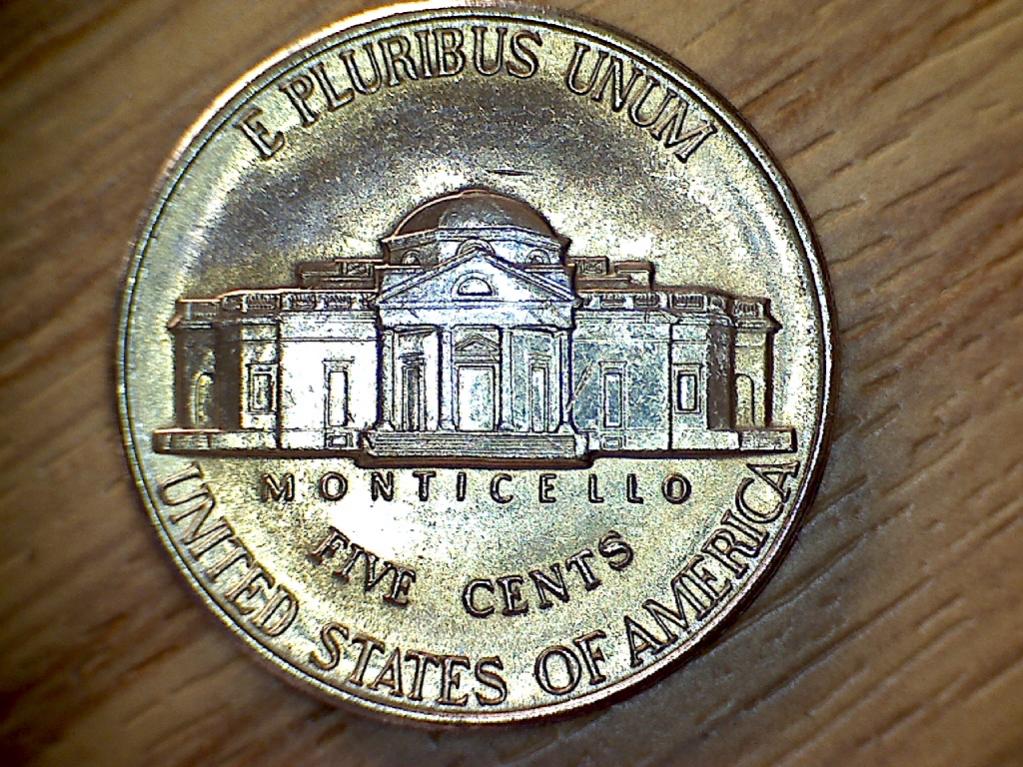 E PLURIBUS UNUM
MONTICELLO
FIVE CENTS
UNITED STATES OF AMERICA